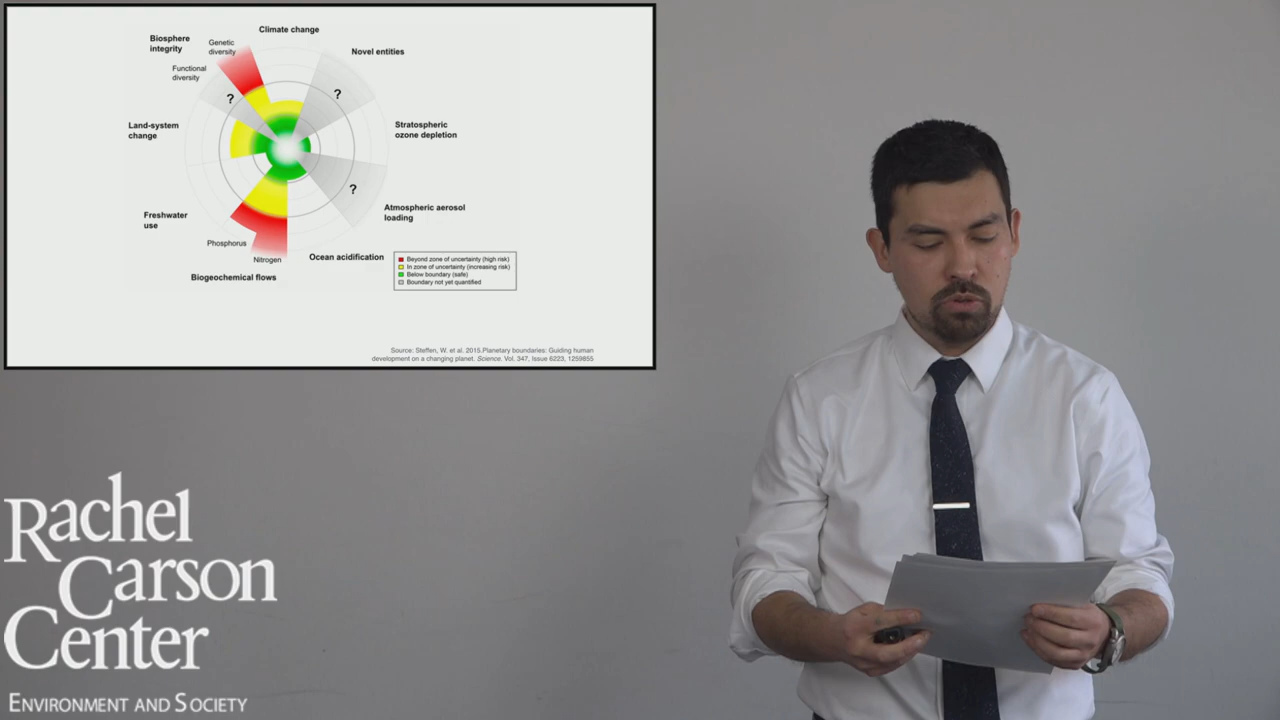 Climate change
Biosphere
integrity
Genetic
diversity
Novel entities
Functional
diversity
?
?
Land-system
change
Stratospheric
ozone depletion
?
Freshwater
use
Atmospheric aerosol
loading
Phosphorus
Nitrogen
Ocean acidification
Biogeochemical flows
Beyond zone of uncertainty (high risk)
In zone of uncertainty (increasing risk)
Below boundary (safe)
Boundary not yet quantified
Source: Steffen, W. et al. 2015.Planetary boundaries: Guiding human
development on a changing planet. Science. Vol. 347, Issue 6223, 1259855
Rachel
Carson
Center
ENVIRONMENT AND SOCIETY